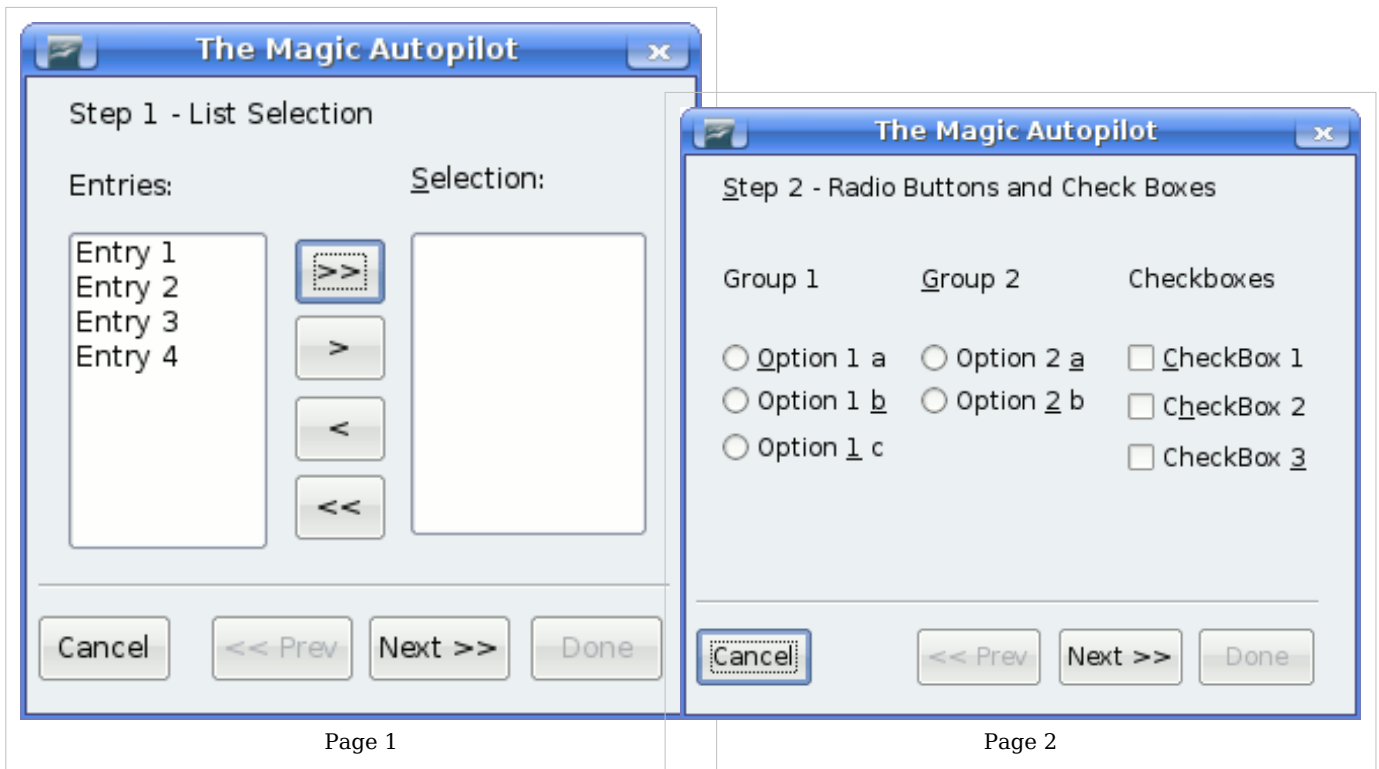 The Magic Autopilot
Step 1 - List Selection
Entries:
Selection:
Entry 1
Entry 2
Entry 3
Entry 4
>>
>
<
<<
Cancel
<< Prev
Next >>
Done
Page 1
The Magic Autopilot
Step 2 - Radio Buttons and Check Boxes
Group 1
Group 2
Checkboxes
Option 1 a
Option 2 a
CheckBox 1
Option 1 b
Option 2 b
CheckBox 2
Option 1 c
CheckBox 3
Cancel
<< Prev
Next >>
Done
Page 2